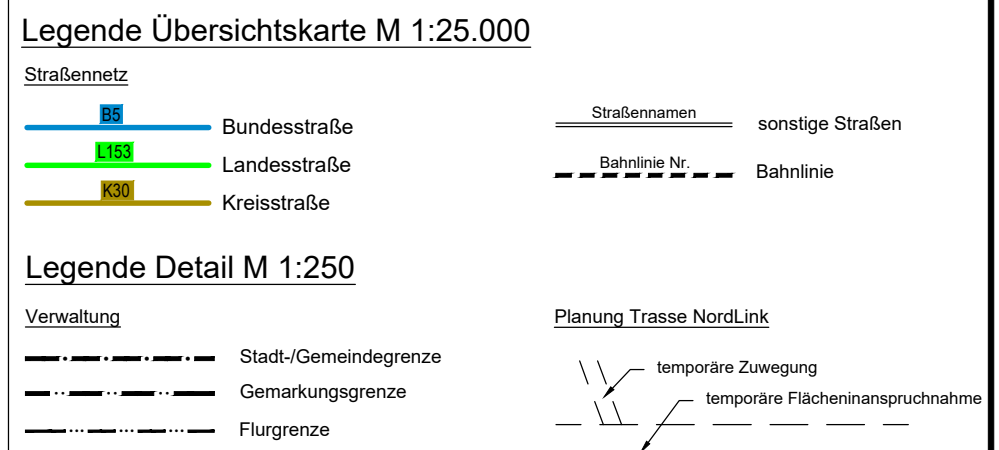 Legende Übersichtskarte M 1:25.000
Straßennetz
B5
Bundesstraße
L153
Landesstraße
K30
Kreisstraße
Straßennamen
sonstige Straßen
Bahnlinie Nr.
Bahnlinie
Legende Detail M 1:250
Verwaltung
Stadt-/Gemeindegrenze
Gemarkungsgrenze
Flurgrenze
Planung Trasse NordLink
temporäre Zuwegung
temporäre Flächeninanspruchnahme